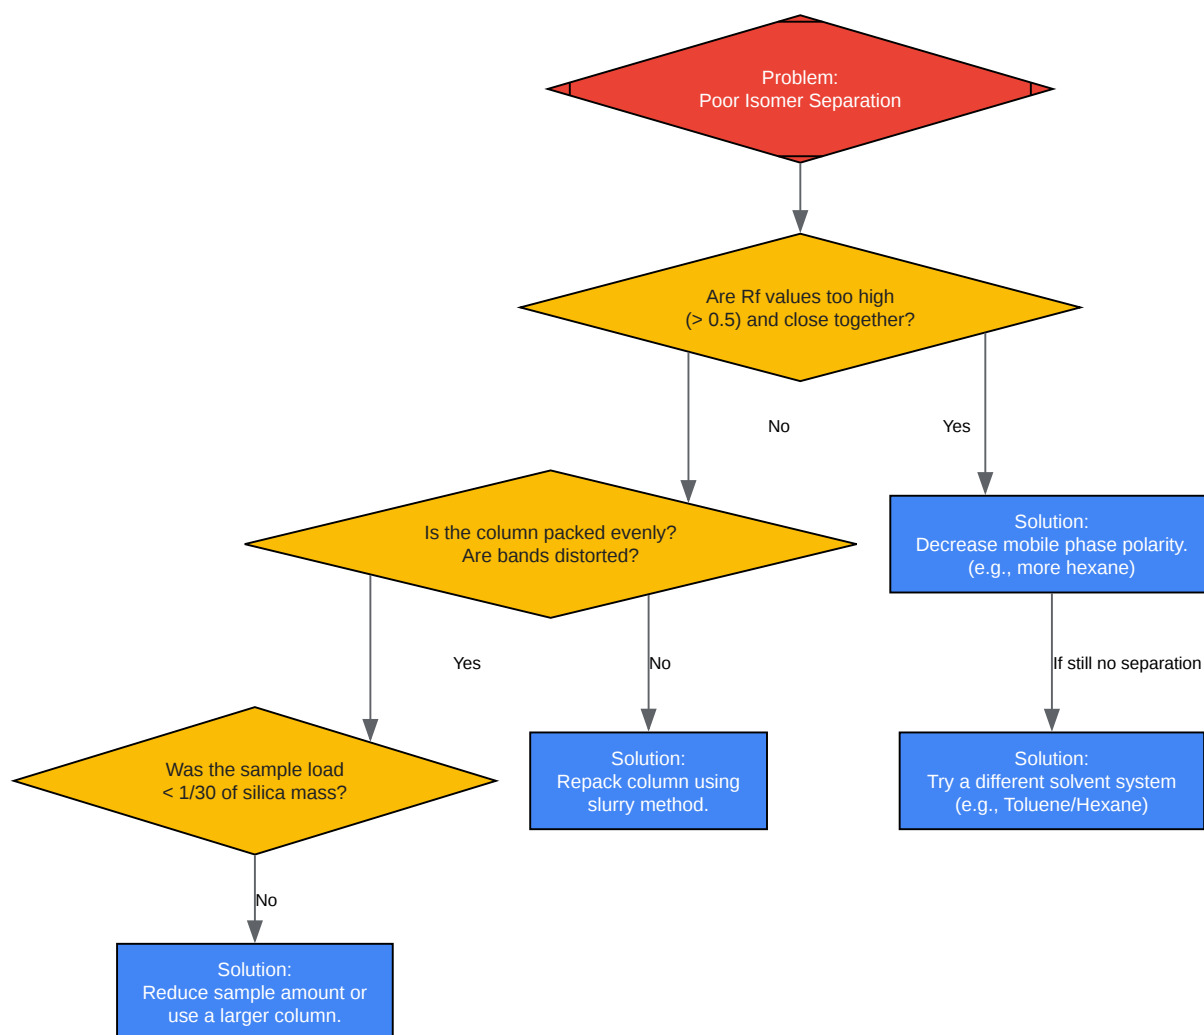 Problem:
Poor Isomer Separation
Are Rf values too high
(> 0.5) and close together?
No
Yes
Is the column packed evenly?
Are bands distorted?
Solution:
Decrease mobile phase polarity.
(e.g., more hexane)
Yes
No
If still no separation
Was the sample load
< 1/30 of silica mass?
Solution:
Repack column using
slurry method.
Solution:
Try a different solvent system
(e.g., Toluene/Hexane)
No
Solution:
Reduce sample amount or
use a larger column.